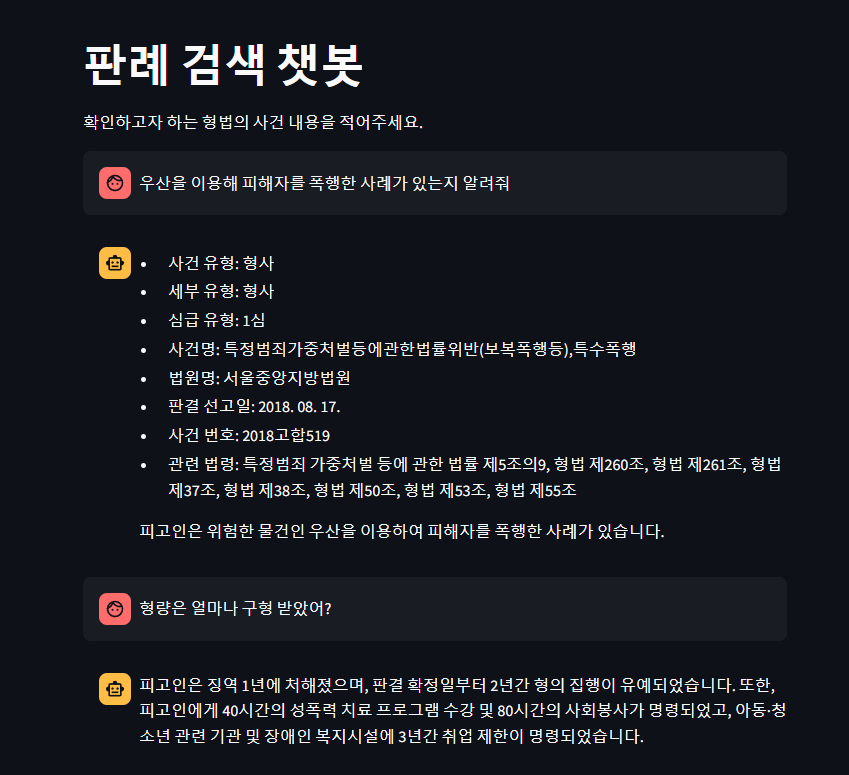 판례 검색 챗봇
확인하고자 하는 형법의 사건 내용을 적어주세요.
우산을 이용해 피해자를 폭행한 사례가 있는지 알려줘
• 사건 유형: 형사
• 세부 유형: 형사
• 심급 유형: 1심
• 사건명: 특정범죄가중처벌등에관한법률위반(보복폭행등),특수폭행
• 법원명: 서울중앙지방법원
• 판결 선고일: 2018. 08. 17.
• 사건 번호: 2018고합519
• 관련 법령: 특정범죄 가중처벌 등에 관한 법률 제5조의9, 형법 제260조, 형법 제261조, 형법
제37조, 형법 제38조, 형법 제50조, 형법 제53조, 형법 제55조
피고인은 위험한 물건인 우산을 이용하여 피해자를 폭행한 사례가 있습니다.
형량은 얼마나 구형 받았어?
피고인은 징역 1년에 처해졌으며, 판결 확정일부터 2년간 형의 집행이 유예되었습니다. 또한,
피고인에게 40시간의 성폭력 치료 프로그램 수강 및 80시간의 사회봉사가 명령되었고, 아동·청
소년 관련 기관 및 장애인 복지시설에 3년간 취업 제한이 명령되었습니다.